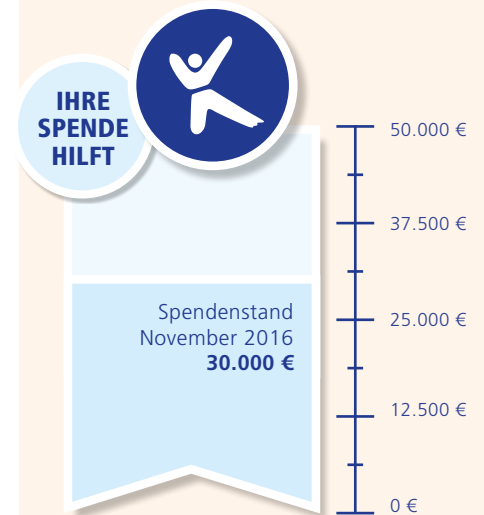 IHRE
SPENDE
HILFT
Spendenstand
November 2016
30.000 €
50.000 €
37.500 €
25.000 €
12.500 €
0 €